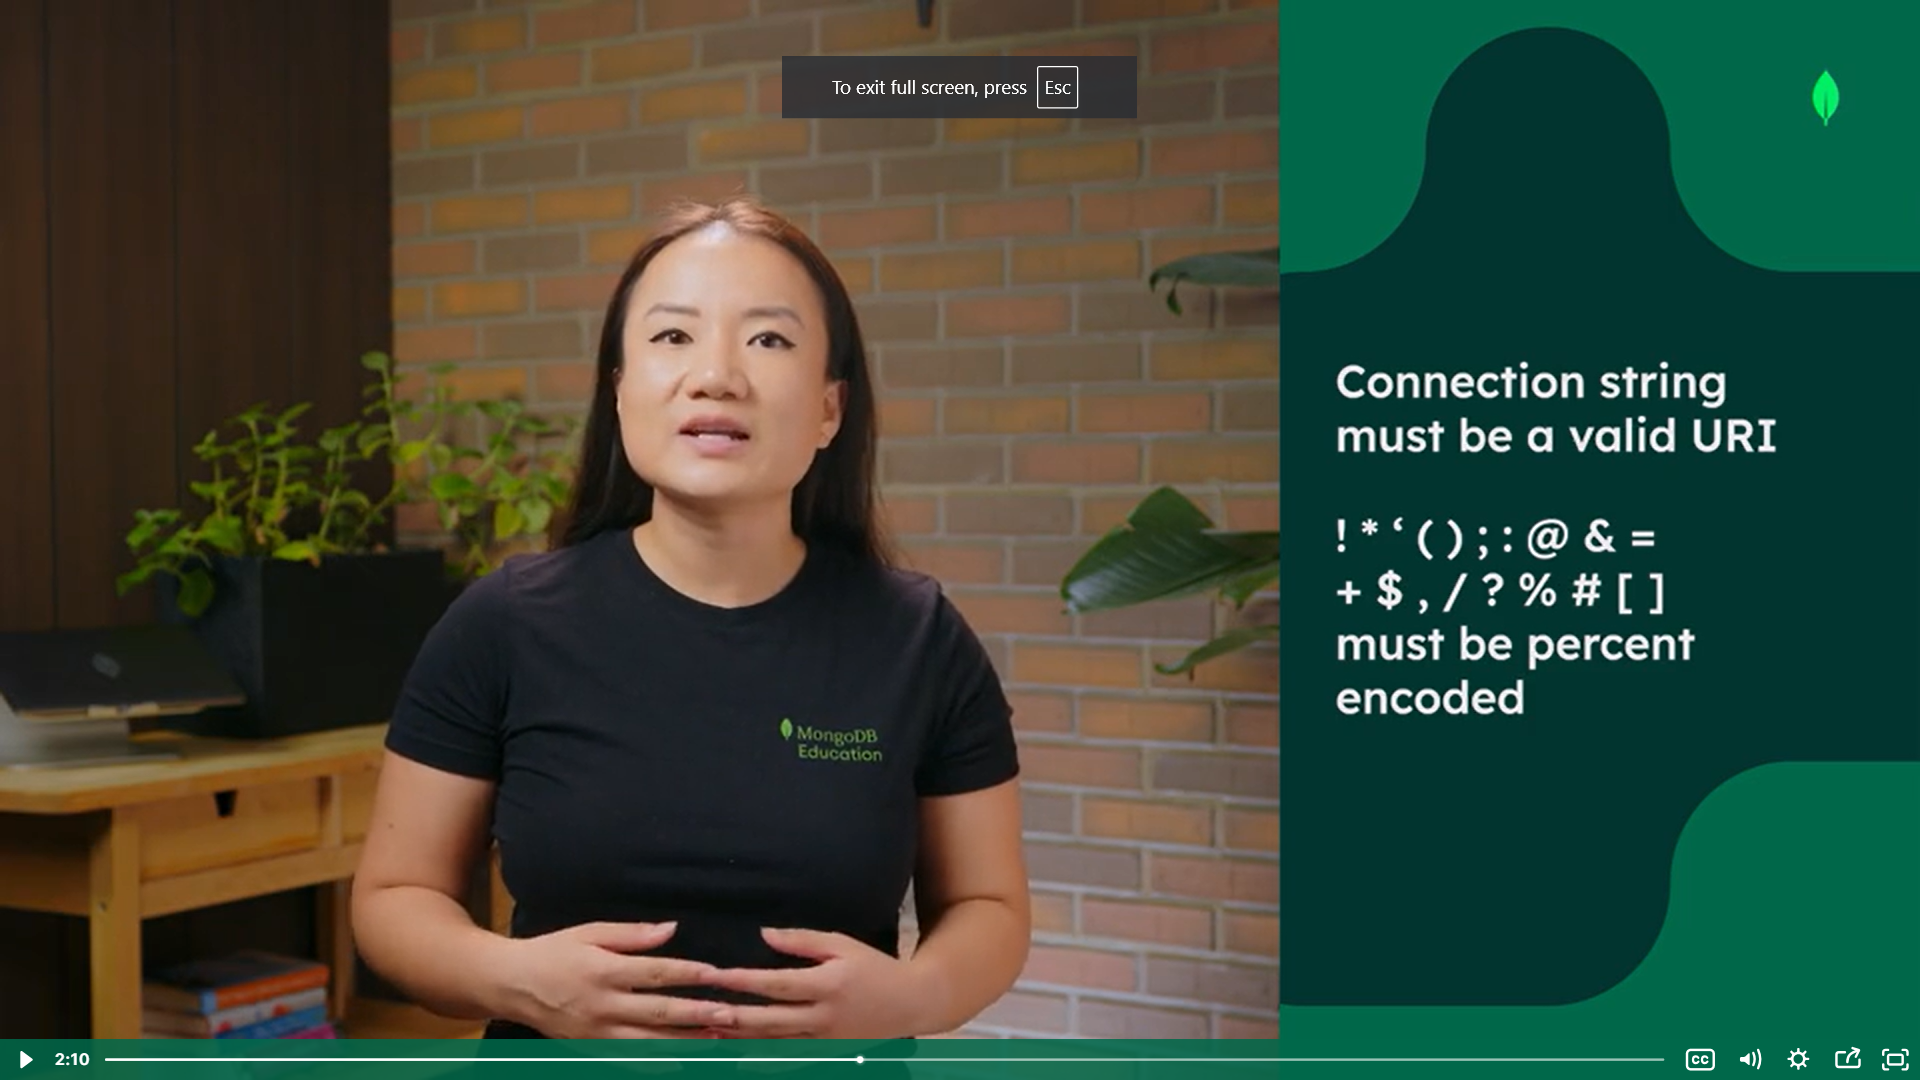 To exit full screen, press Esc
Connection string
must be a valid URI
! * ‘ ( ) ; : @ & =
+ $ , / ? % # [ ]
must be percent
encoded
MongoDB
Education
2:10
CC